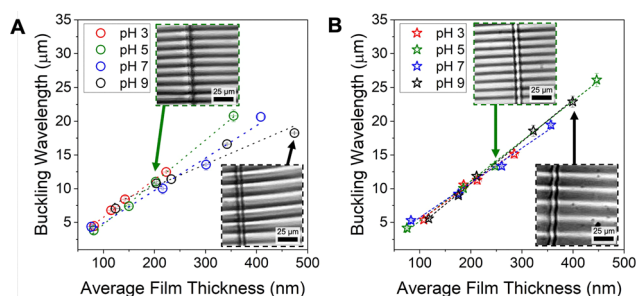 A
Buckling Wavelength (μm)
40
35
30
25
20
15
10
5
pH 3
pH 5
pH 7
pH 9
25 μm
25 μm
100
200
300
400
500
Average Film Thickness (nm)
B
Buckling Wavelength (μm)
40
35
30
25
20
15
10
5
pH 3
pH 5
pH 7
pH 9
25 μm
25 μm
0
100
200
300
400
500
Average Film Thickness (nm)